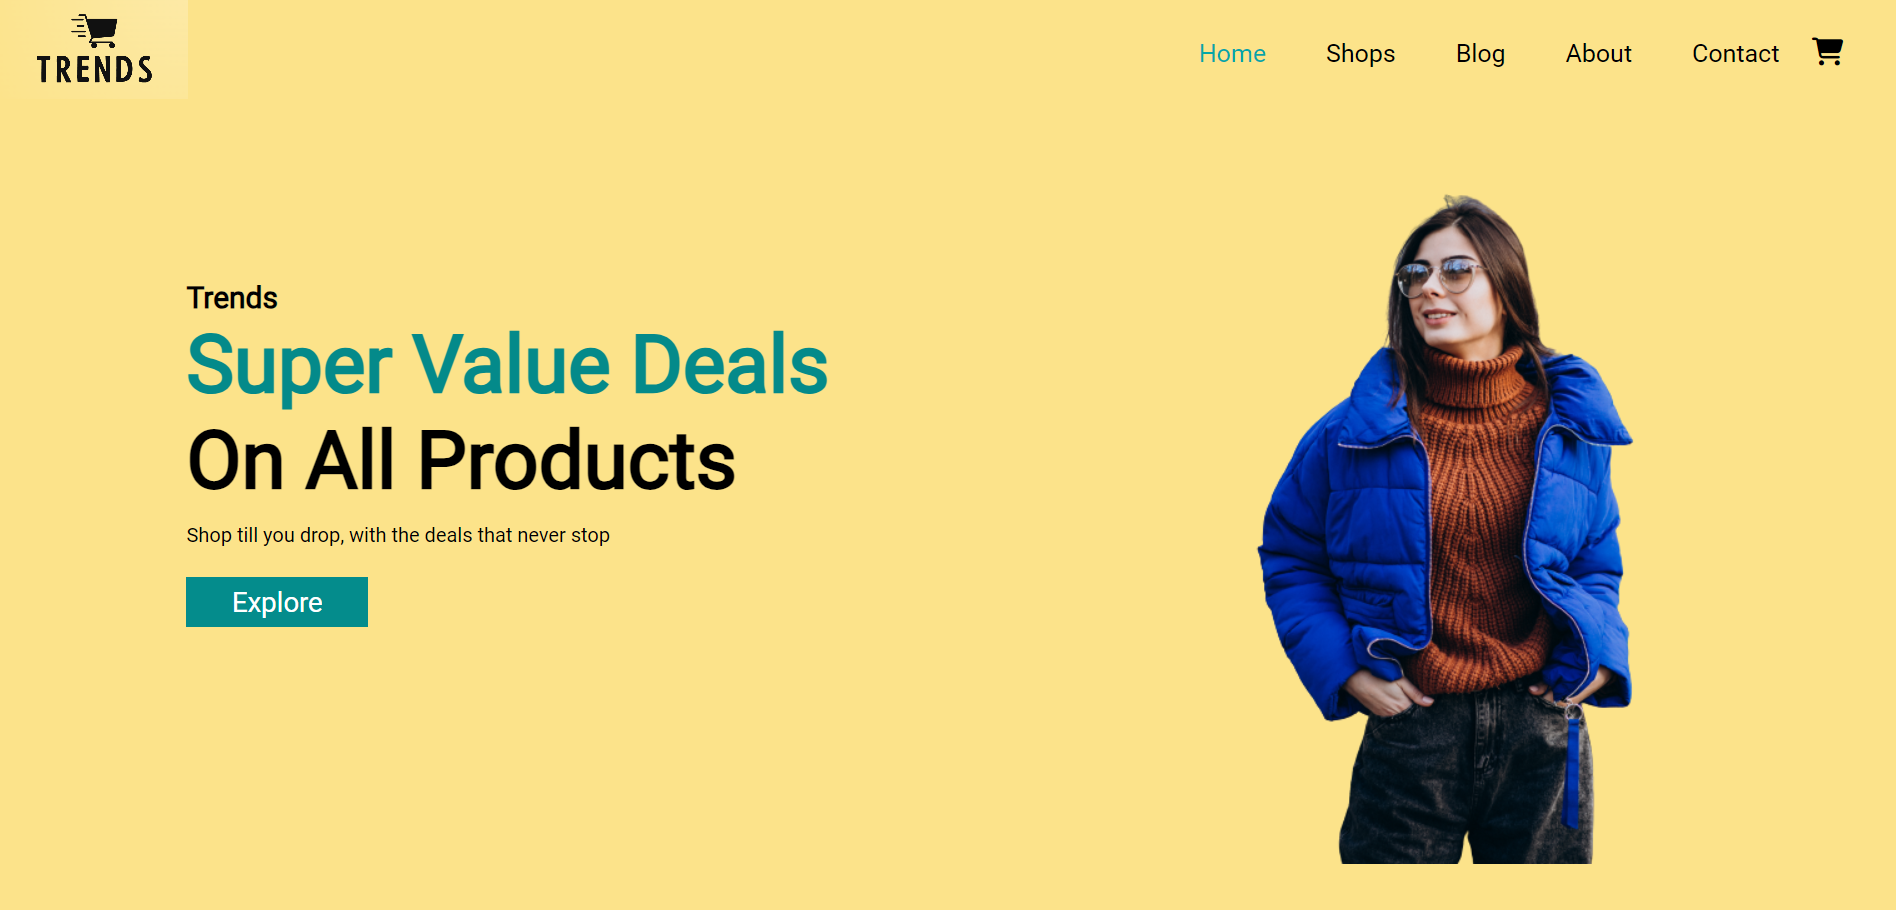 TRENDS
Home Shops Blog About Contact
Trends
Super Value Deals
On All Products
Shop till you drop, with the deals that never stop
Explore